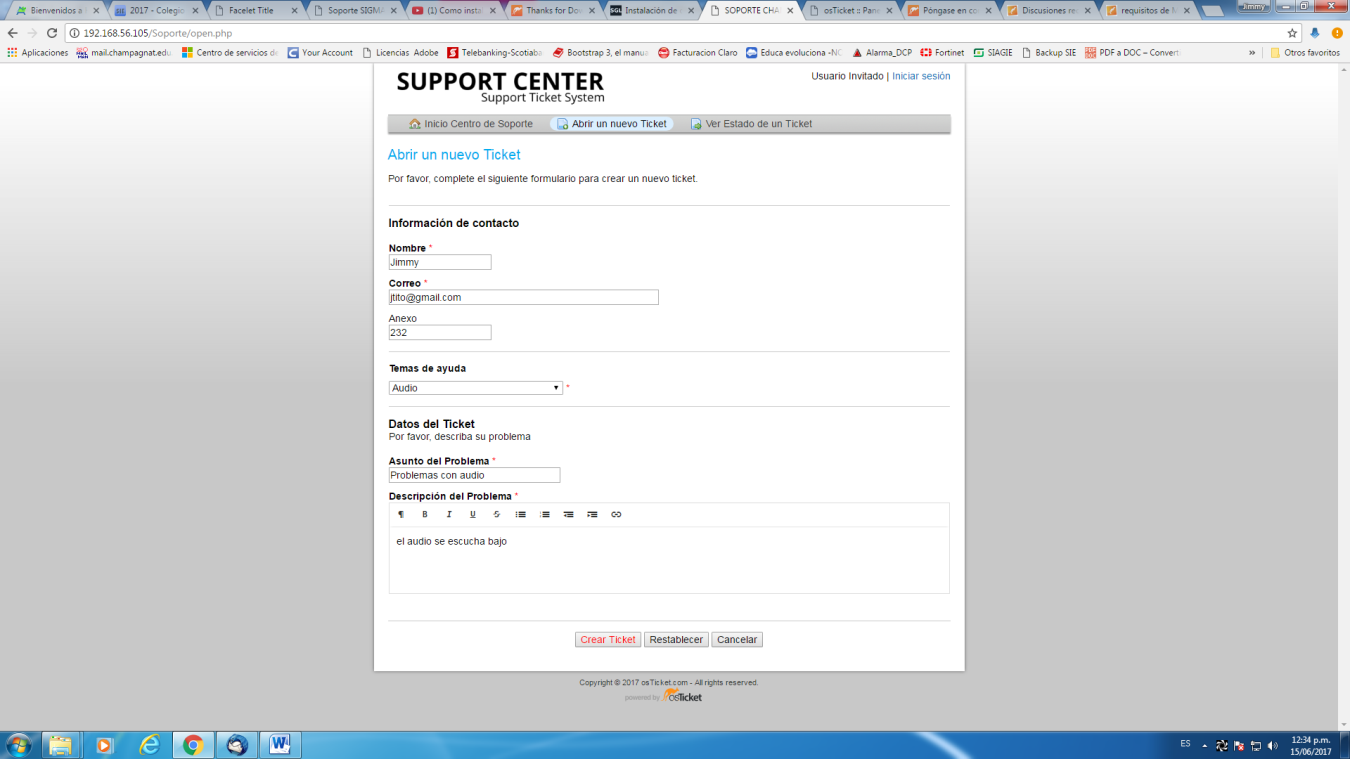 Bienvenidos a
2017 - Colegio
Facelet Title
Soporte SIGMA
(1) Como insta
Thanks for Dow
Instalación de
SOPORTE CHA
osTicket :: Pane
Póngase en co
Discusiones re
requisitos de M
Jimmy
192.168.56.105/Soporte/open.php
Aplicaciones mail.champagnat.edu. Centro de servicios de Your Account Licencias Adobe Telebanking-Scotiaba Bootstrap 3, el manua Facturacion Claro Educa evoluciona -NC Alarma_DCP Fortinet SIAGIE Backup SIE PDF a DOC – Convert » Otros favoritos
SUPPORT CENTER
Support Ticket System
Usuario Invitado | Iniciar sesión
Inicio Centro de Soporte Abrir un nuevo Ticket Ver Estado de un Ticket
Abrir un nuevo Ticket
Por favor, complete el siguiente formulario para crear un nuevo ticket.
Información de contacto
Nombre *
Jimmy
Correo *
jtito@gmail.com
Anexo
232
Temas de ayuda
Audio *
Datos del Ticket
Por favor, describa su problema
Asunto del Problema *
Problemas con audio
Descripción del Problema *
¶ B I U S
el audio se escucha bajo
Crear Ticket Restablecer Cancelar
Copyright © 2017 osTicket.com - All rights reserved.
powered by osTicket
ES
12:34 p.m.
15/06/2017